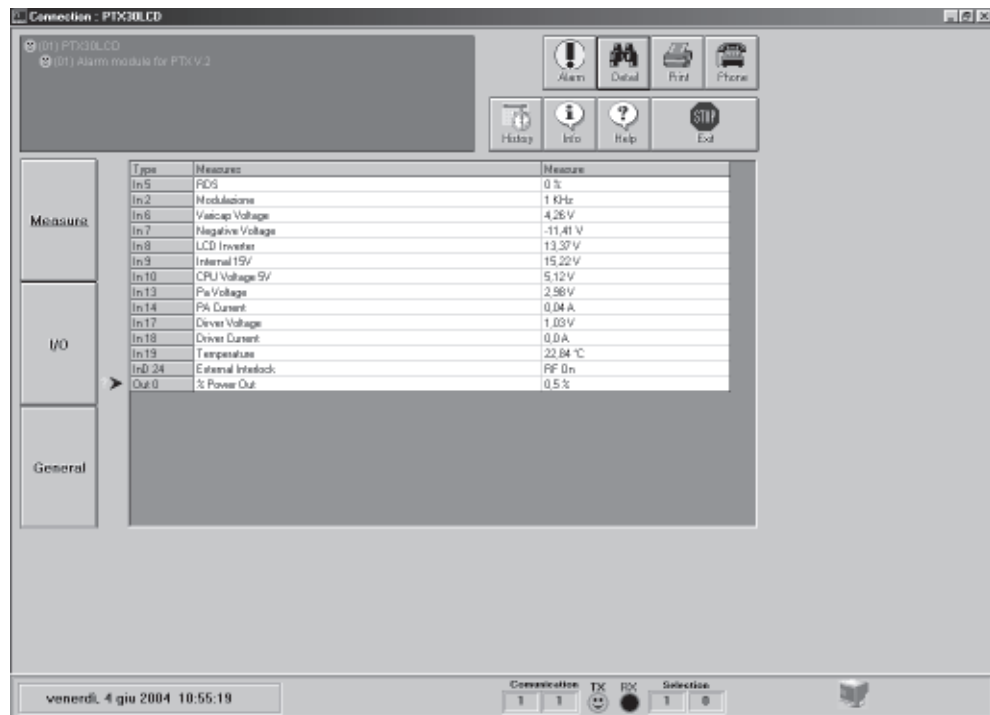 Connection : PTX30LCD
(01) PTX30LCD
(01) Alarm module for PTX V.2
Alarm Detail Print Phone
History Info Help STOP Exit
Measure
I/O
General
Type Measures Measure
In 5 RDS 0 %
In 2 Modulazione 1 KHz
In 6 Varicap Voltage 4,26 V
In 7 Negative Voltage -11,41 V
In 8 LCD Inverter 13,37 V
In 9 Internal 15V 15,22 V
In 10 CPU Voltage 5V 5,12 V
In 13 Pa Voltage 2,98 V
In 14 PA Current 0,04 A
In 17 Dirver Voltage 1,03 V
In 18 Driver Current 0,0 A
In 19 Temperature 22,84 °C
InD 24 External Interlock RF On
Out 0 % Power Out 0,5 %
venerdì, 4 giu 2004 10:55:19
Comunication TX RX Selection
1 1 1 0